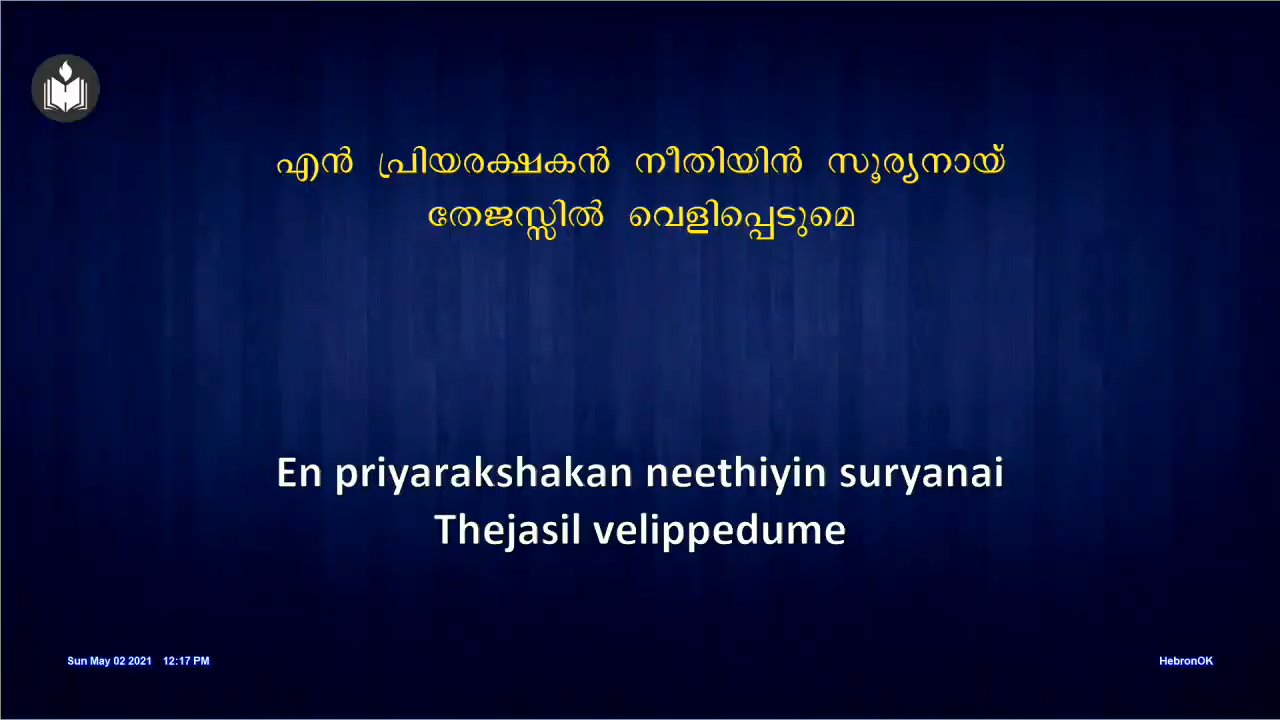 എൻ പ്രിയരക്ഷകൻ നീതിയിൻ സൂര്യനായ്
തേജസ്സിൽ വെളിപ്പെടുമെ
En priyarakshakan neethiyin suryanai
Thejasil velippedume
Sun May 02 2021 12:17 PM
HebronOK